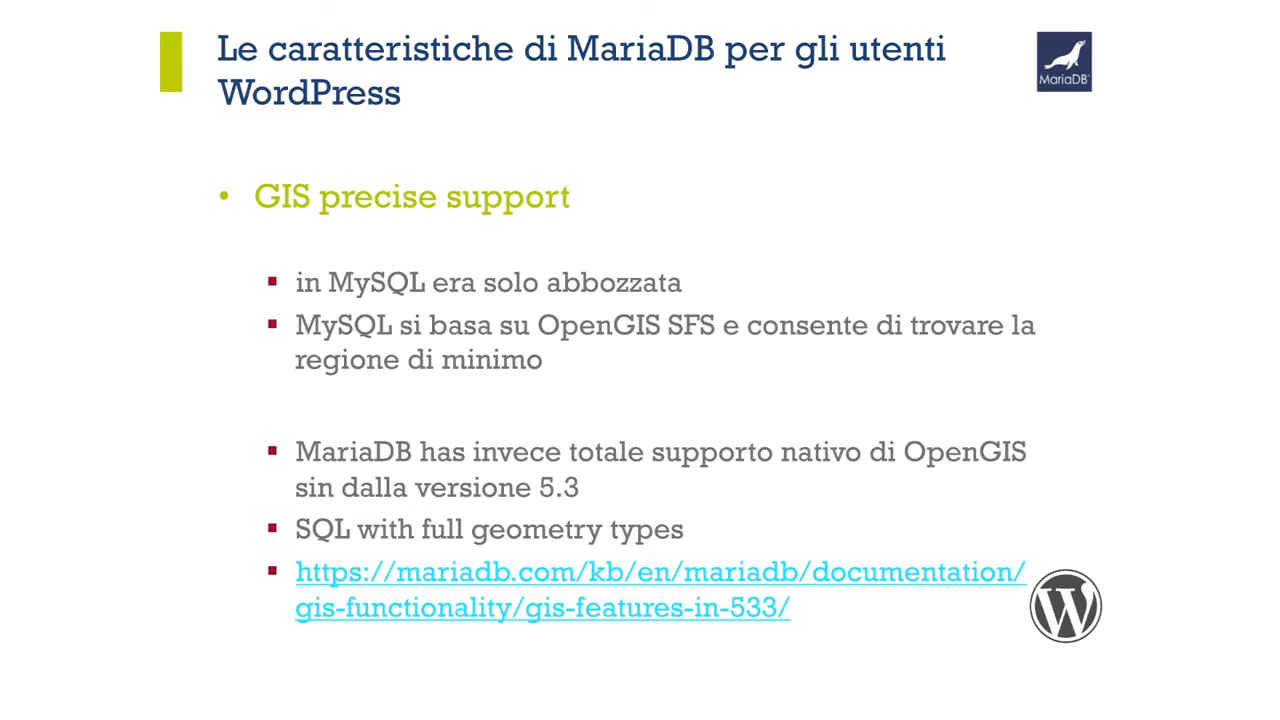 Le caratteristiche di MariaDB per gli utenti
WordPress
MariaDB®
• GIS precise support
▪ in MySQL era solo abbozzata
▪ MySQL si basa su OpenGIS SFS e consente di trovare la
regione di minimo
▪ MariaDB has invece totale supporto nativo di OpenGIS
sin dalla versione 5.3
▪ SQL with full geometry types
▪ https://mariadb.com/kb/en/mariadb/documentation/
gis-functionality/gis-features-in-533/
W